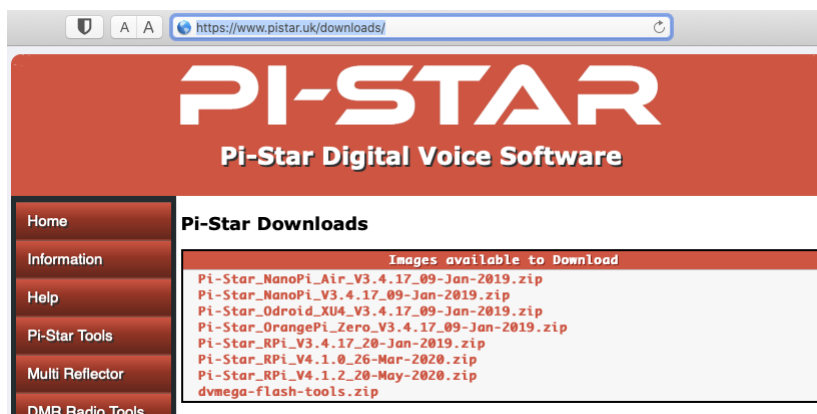 A A https://www.pistar.uk/downloads/
PI-STAR
Pi-Star Digital Voice Software
Home
Information
Help
Pi-Star Tools
Multi Reflector
DMR Radio Tools
Pi-Star Downloads
Images available to Download
Pi-Star_NanoPi_Air_V3.4.17_09-Jan-2019.zip
Pi-Star_NanoPi_V3.4.17_09-Jan-2019.zip
Pi-Star_Odroid_XU4_V3.4.17_09-Jan-2019.zip
Pi-Star_OrangePi_Zero_V3.4.17_09-Jan-2019.zip
Pi-Star_RPi_V3.4.17_20-Jan-2019.zip
Pi-Star_RPi_V4.1.0_26-Mar-2020.zip
Pi-Star_RPi_V4.1.2_20-May-2020.zip
dvmega-flash-tools.zip